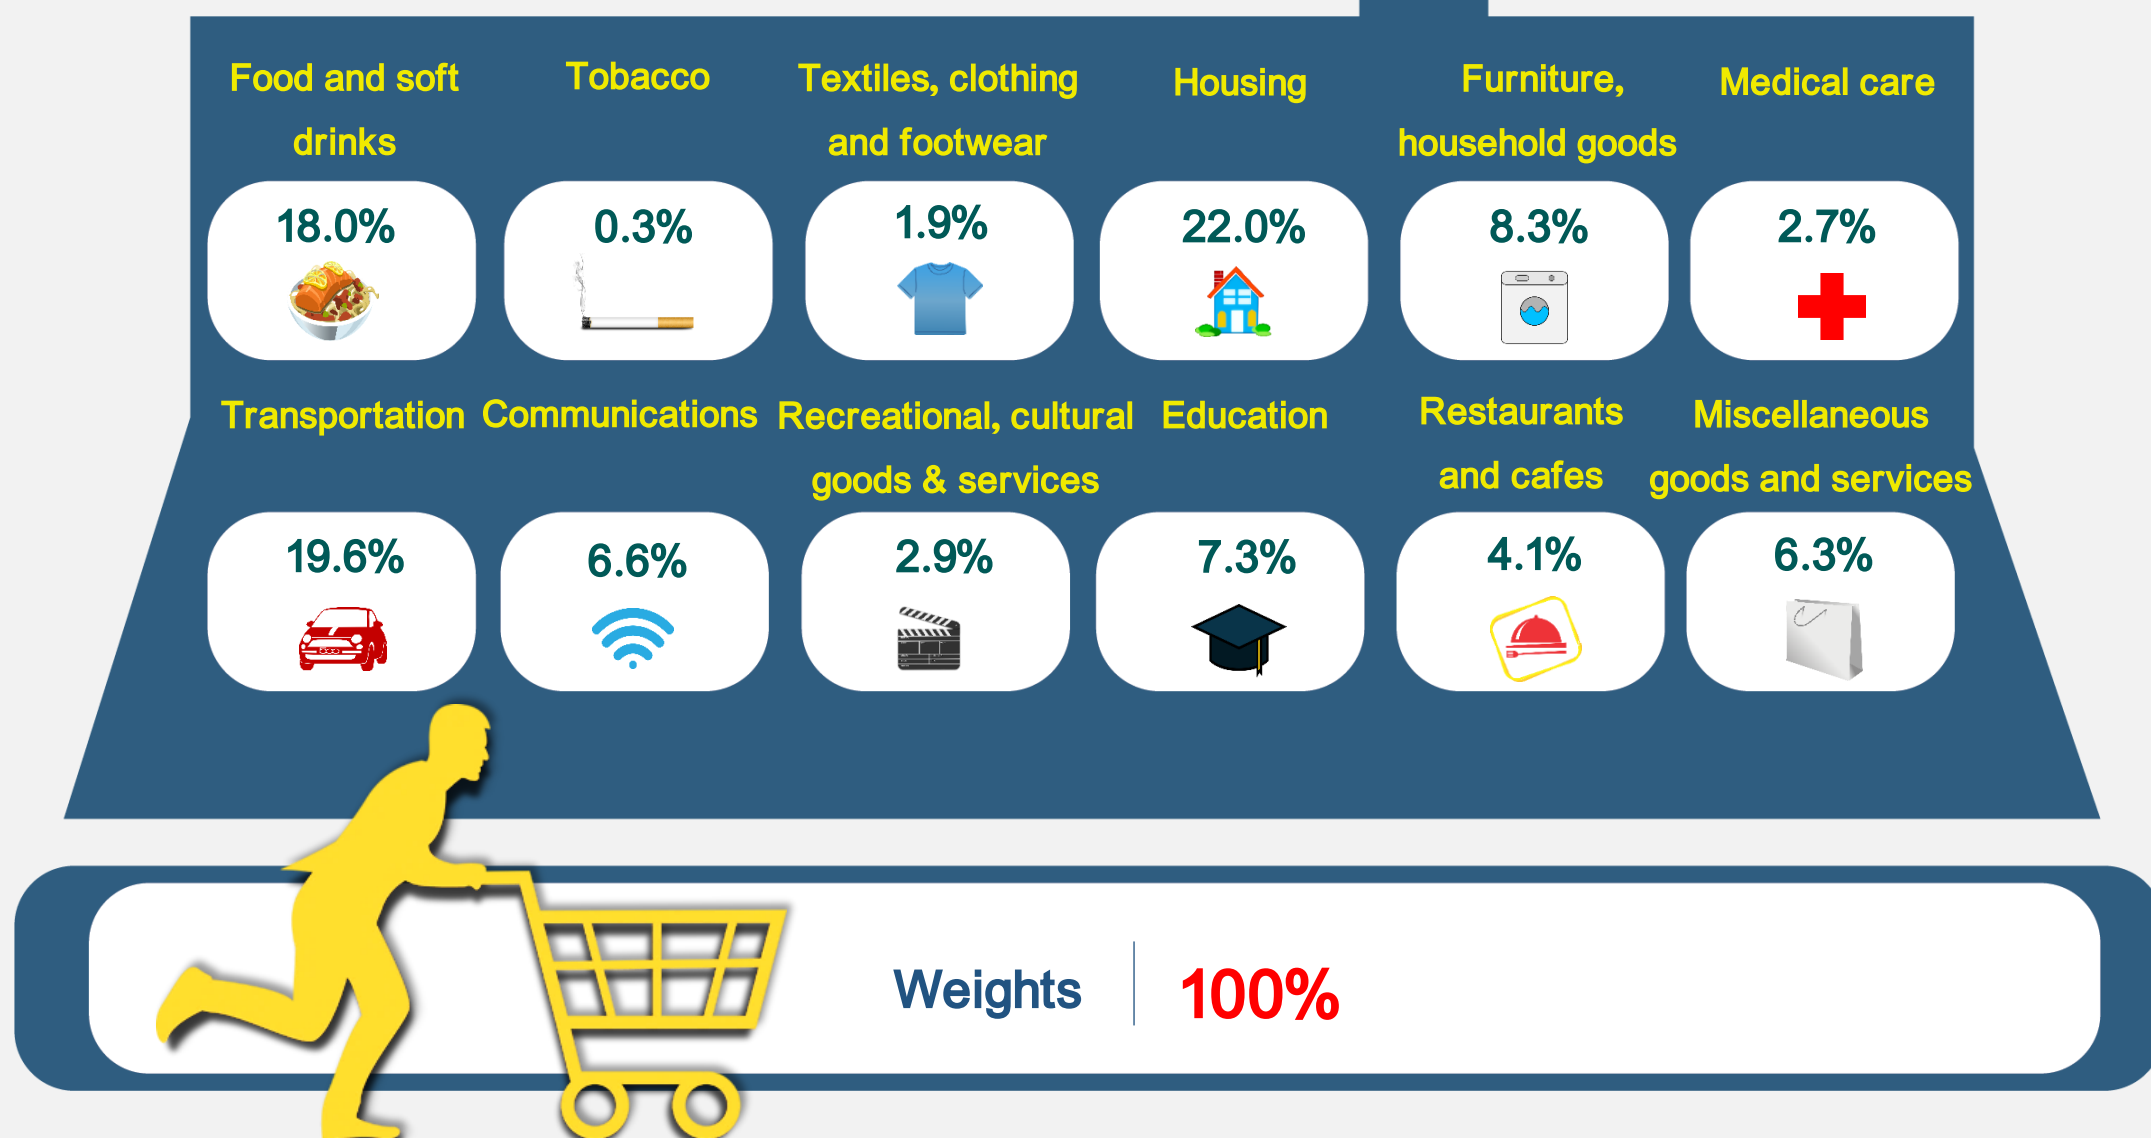 Food and soft
drinks
Tobacco
Textiles, clothing
and footwear
Housing
Furniture,
household goods
Medical care
18.0%
0.3%
1.9%
22.0%
8.3%
2.7%
Transportation
Communications
Recreational, cultural
goods & services
Education
Restaurants
and cafes
Miscellaneous
goods and services
19.6%
6.6%
2.9%
7.3%
4.1%
6.3%
Weights
100%